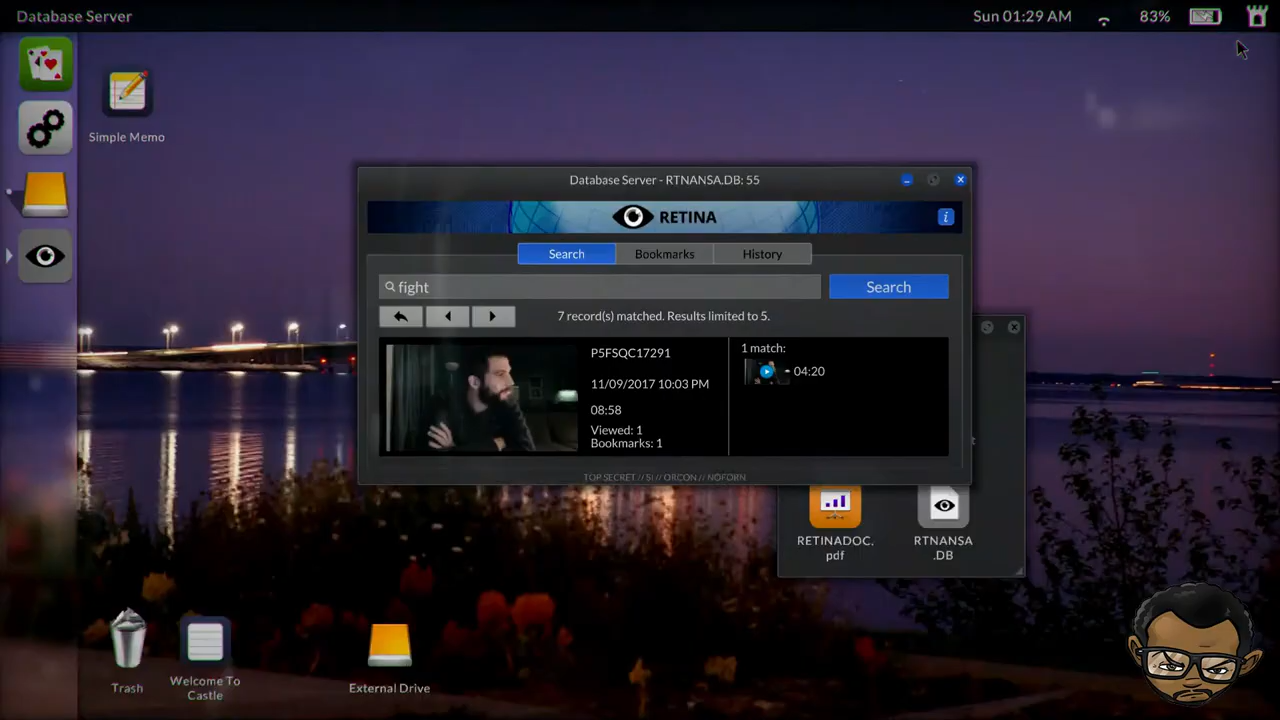 Database Server
Sun 01:29 AM
83%
Simple Memo
Database Server - RTNANSA.DB: 55
RETINA
i
Search
Bookmarks
History
fight
Search
7 record(s) matched. Results limited to 5.
P5FSQC17291
11/09/2017 10:03 PM
08:58
Viewed: 1
Bookmarks: 1
1 match:
04:20
TOP SECRET // SI // ORCON // NOFORN
RETINADOC.
pdf
RTNANSA
.DB
Trash
Welcome To
Castle
External Drive